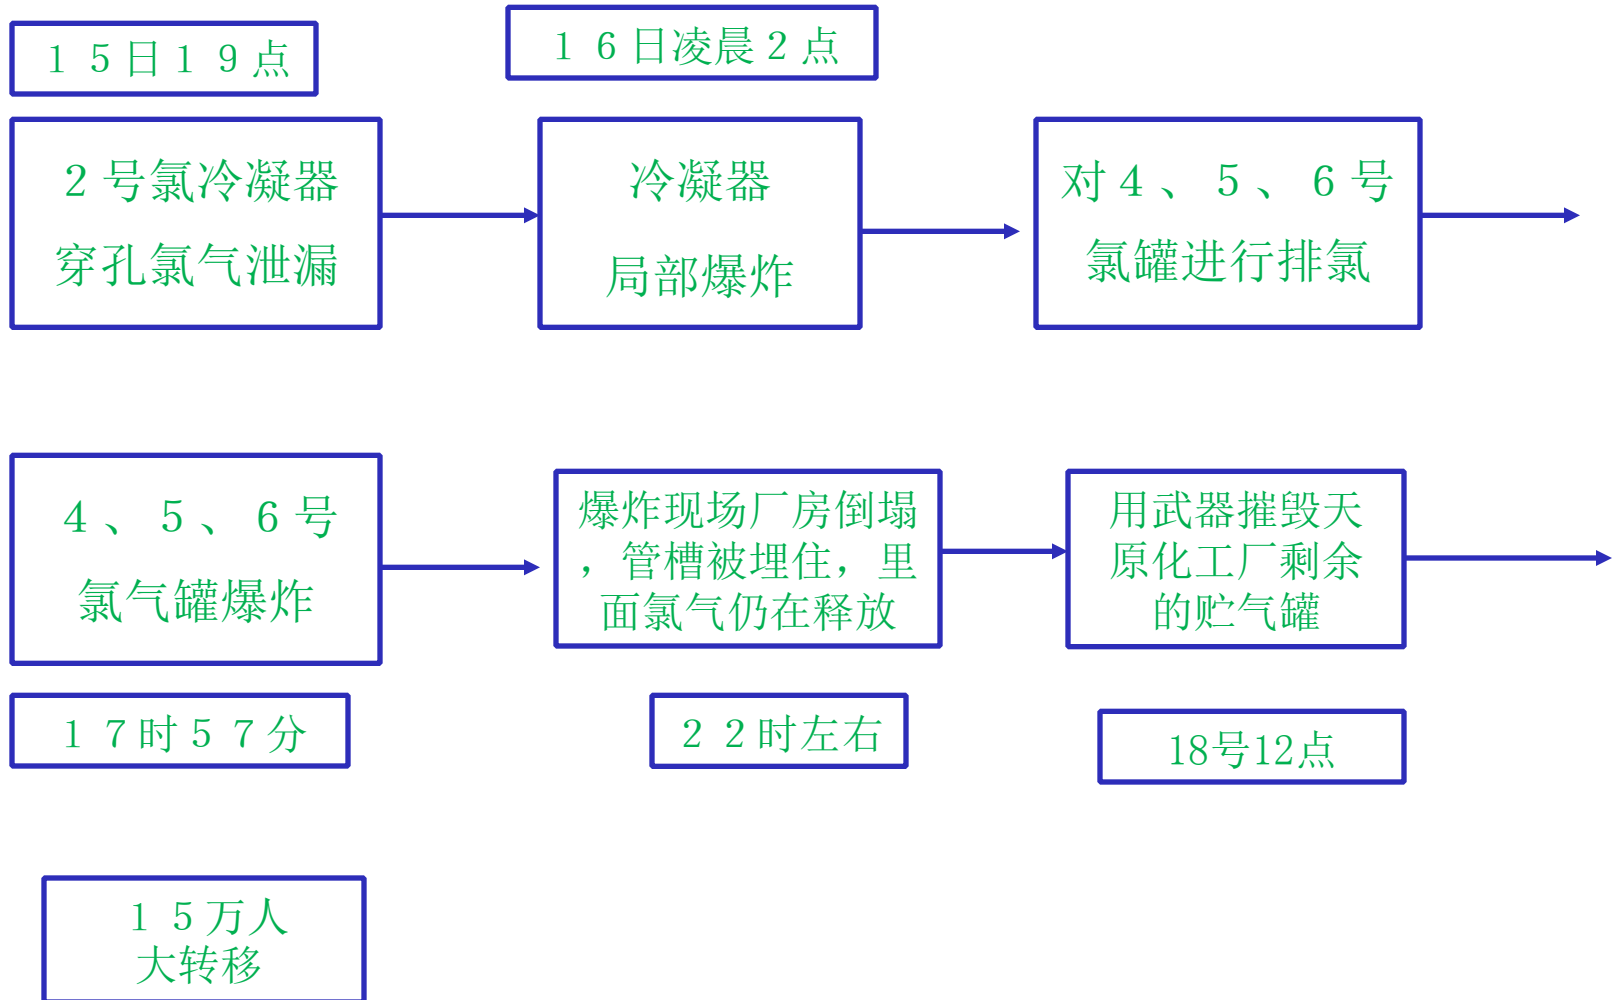 １５日１９点
１６日凌晨２点
２号氯冷凝器
穿孔氯气泄漏
冷凝器
局部爆炸
对４、５、６号
氯罐进行排氯
４、５、６号
氯气罐爆炸
爆炸现场厂房倒塌
，管槽被埋住，里
面氯气仍在释放
用武器摧毁天
原化工厂剩余
的贮气罐
１７时５７分
２２时左右
18号12点
１５万人
大转移